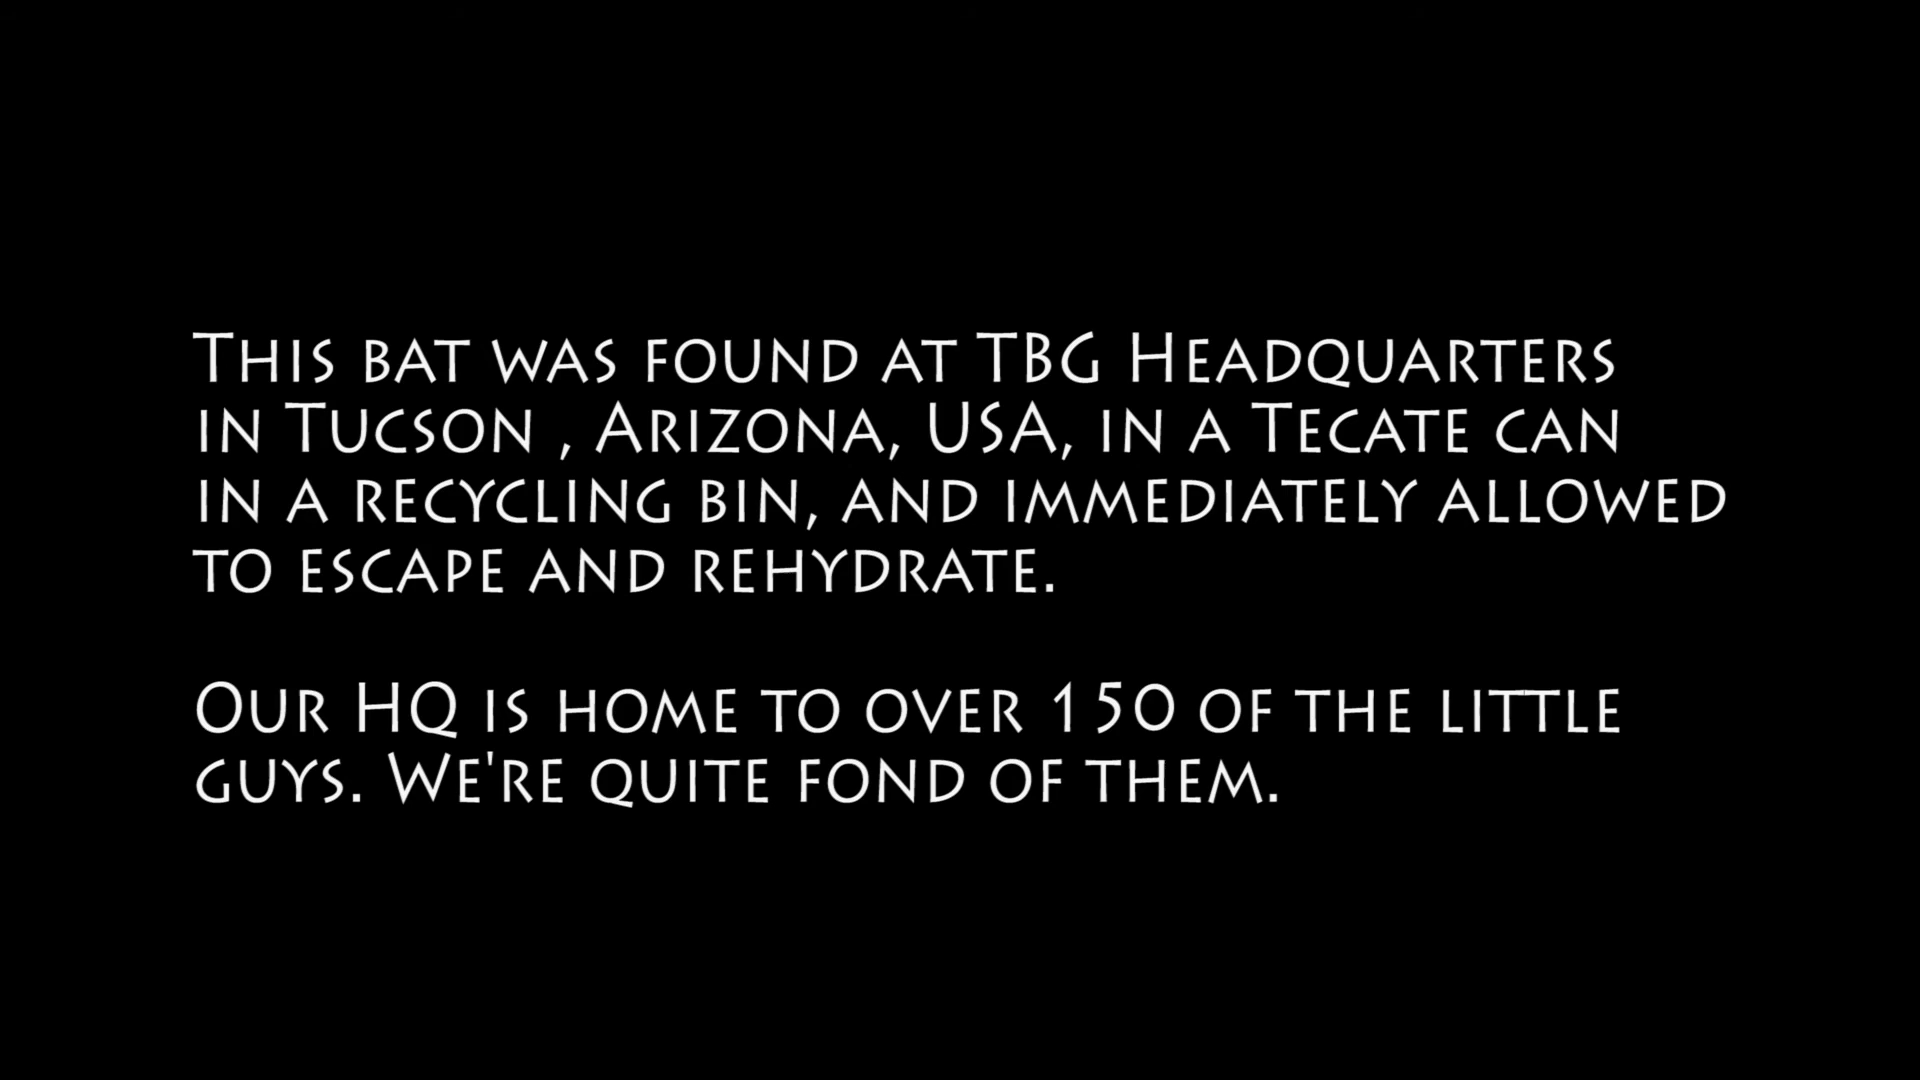 This bat was found at TBG Headquarters
in Tucson , Arizona, USA, in a Tecate can
in a recycling bin, and immediately allowed
to escape and rehydrate.
Our HQ is home to over 150 of the little
guys. We're quite fond of them.